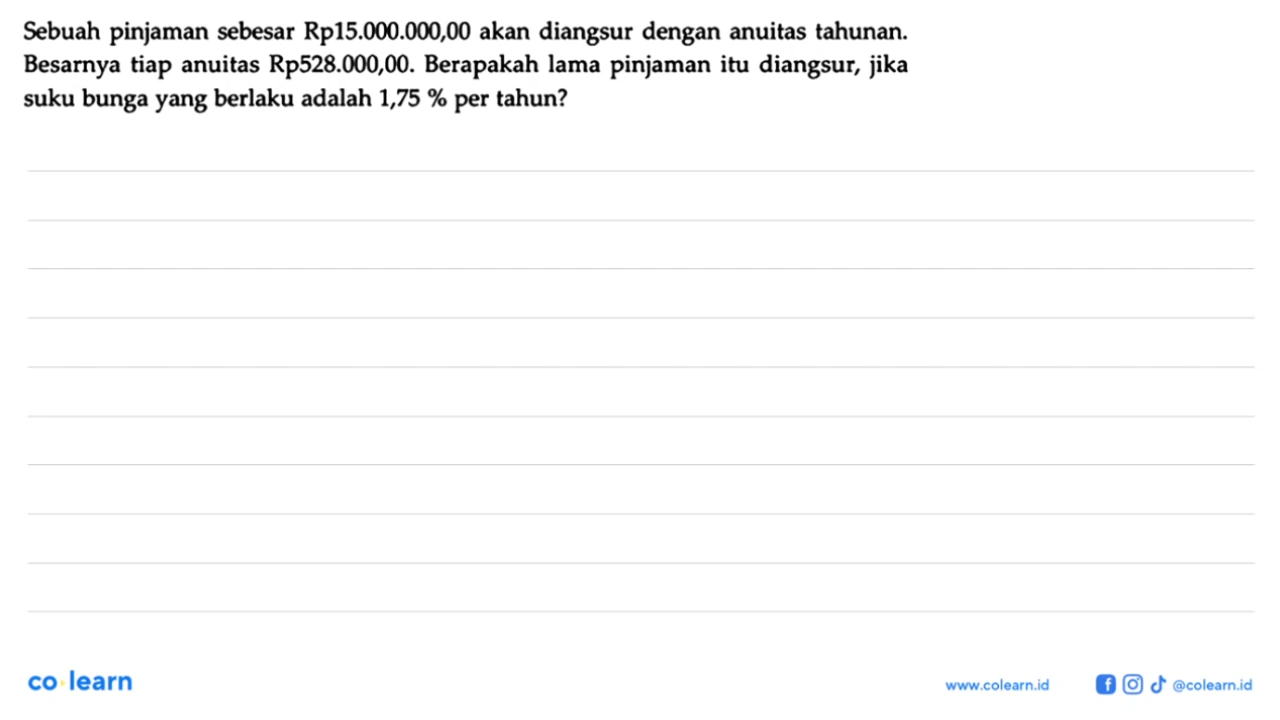 Sebuah pinjaman sebesar Rp15.000.000,00 akan diangsur dengan anuitas tahunan.
Besarnya tiap anuitas Rp528.000,00. Berapakah lama pinjaman itu diangsur, jika
suku bunga yang berlaku adalah 1,75 % per tahun?
co learn
www.colearn.id
@colearn.id